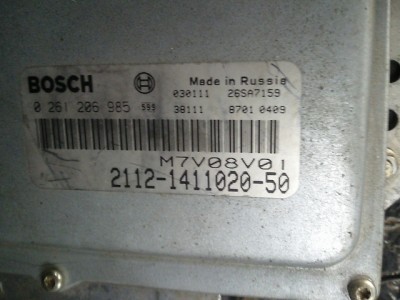 BOSCH Made in Russia
030111 26SA7159
0 261 206 985 §§§ 38111 8701 0409
M7V08V01
2112-1411020-50